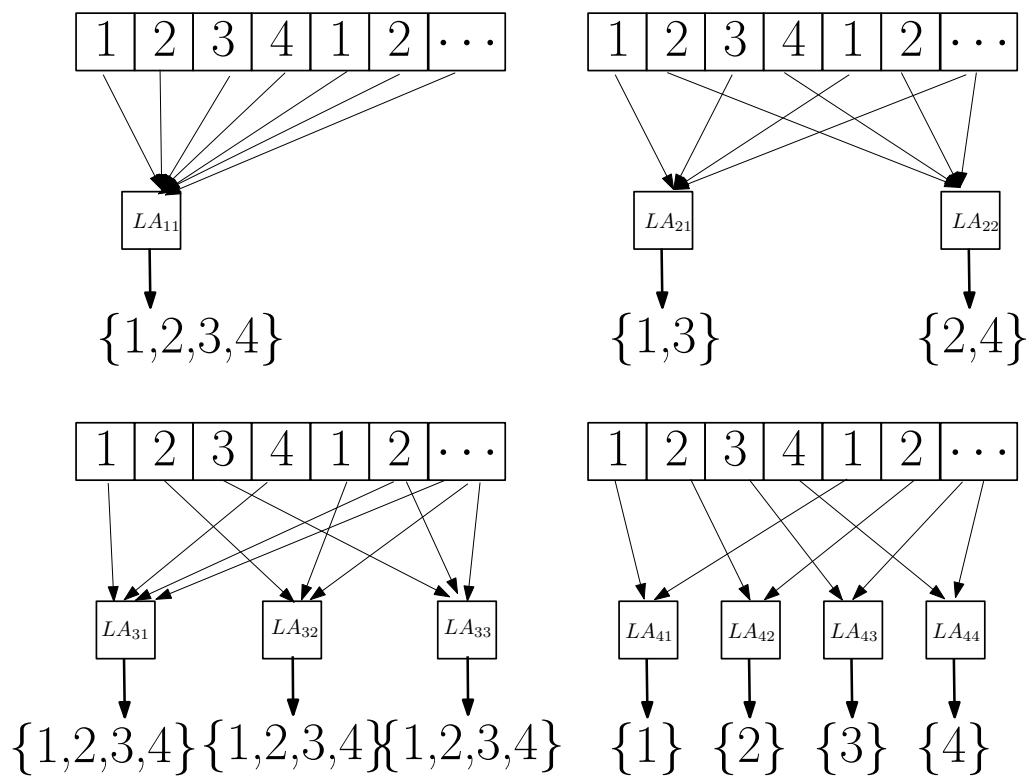 1 2 3 4 1 2 ⋯
LA₁₁
{1,2,3,4}
1 2 3 4 1 2 ⋯
LA₂₁ LA₂₂
{1,3} {2,4}
1 2 3 4 1 2 ⋯
LA₃₁ LA₃₂ LA₃₃
{1,2,3,4} {1,2,3,4} {1,2,3,4}
1 2 3 4 1 2 ⋯
LA₄₁ LA₄₂ LA₄₃ LA₄₄
{1} {2} {3} {4}